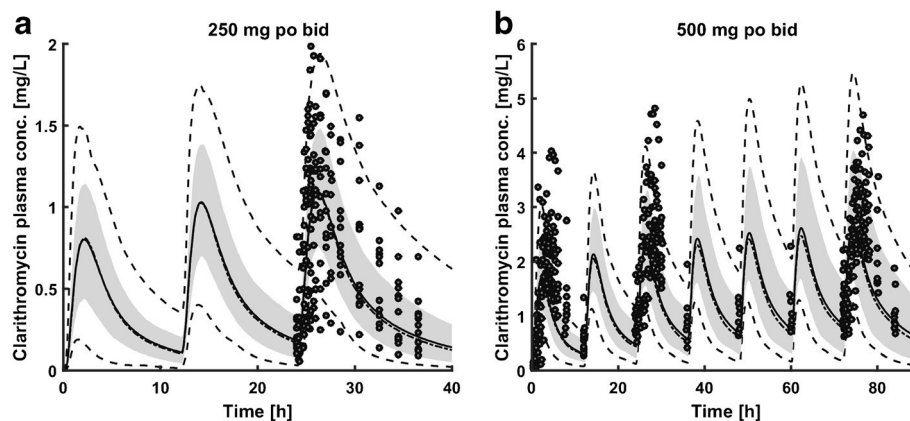 a
250 mg po bid
Clarithromycin plasma conc. [mg/L]
2
1.5
1
0.5
0
0
10
20
30
40
Time [h]
b
500 mg po bid
Clarithromycin plasma conc. [mg/L]
6
5
4
3
2
1
0
0
20
40
60
80
Time [h]